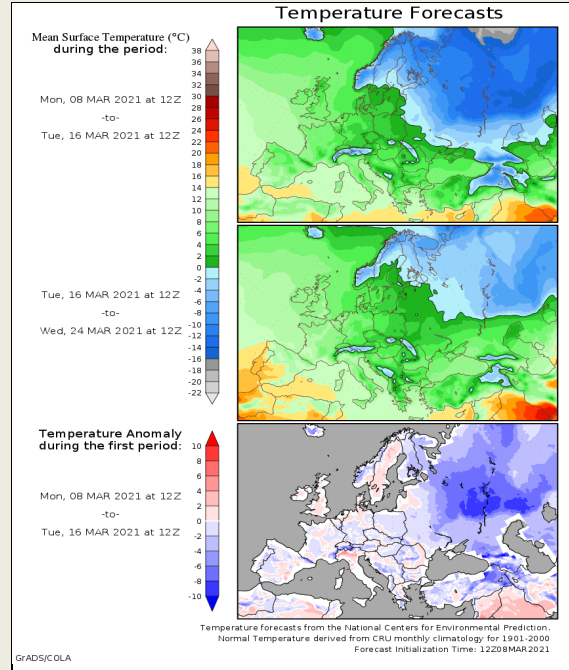 Temperature Forecasts
Mean Surface Temperature (°C)
during the period:
38
36
34
32
30
28
26
24
22
20
18
16
14
12
10
8
6
4
2
0
-2
-4
-6
-8
-10
-12
-14
-16
-18
-20
-22
Mon, 08 MAR 2021 at 12Z
-to-
Tue, 16 MAR 2021 at 12Z
Tue, 16 MAR 2021 at 12Z
-to-
Wed, 24 MAR 2021 at 12Z
Temperature Anomaly
during the first period:
10
8
6
4
2
0
-2
-4
-6
-8
-10
Mon, 08 MAR 2021 at 12Z
-to-
Tue, 16 MAR 2021 at 12Z
Temperature forecasts from the National Centers for Environmental Prediction.
Normal Temperature derived from CRU monthly climatology for 1901-2000
Forecast Initialization Time: 12Z08MAR2021
GrADS/COLA